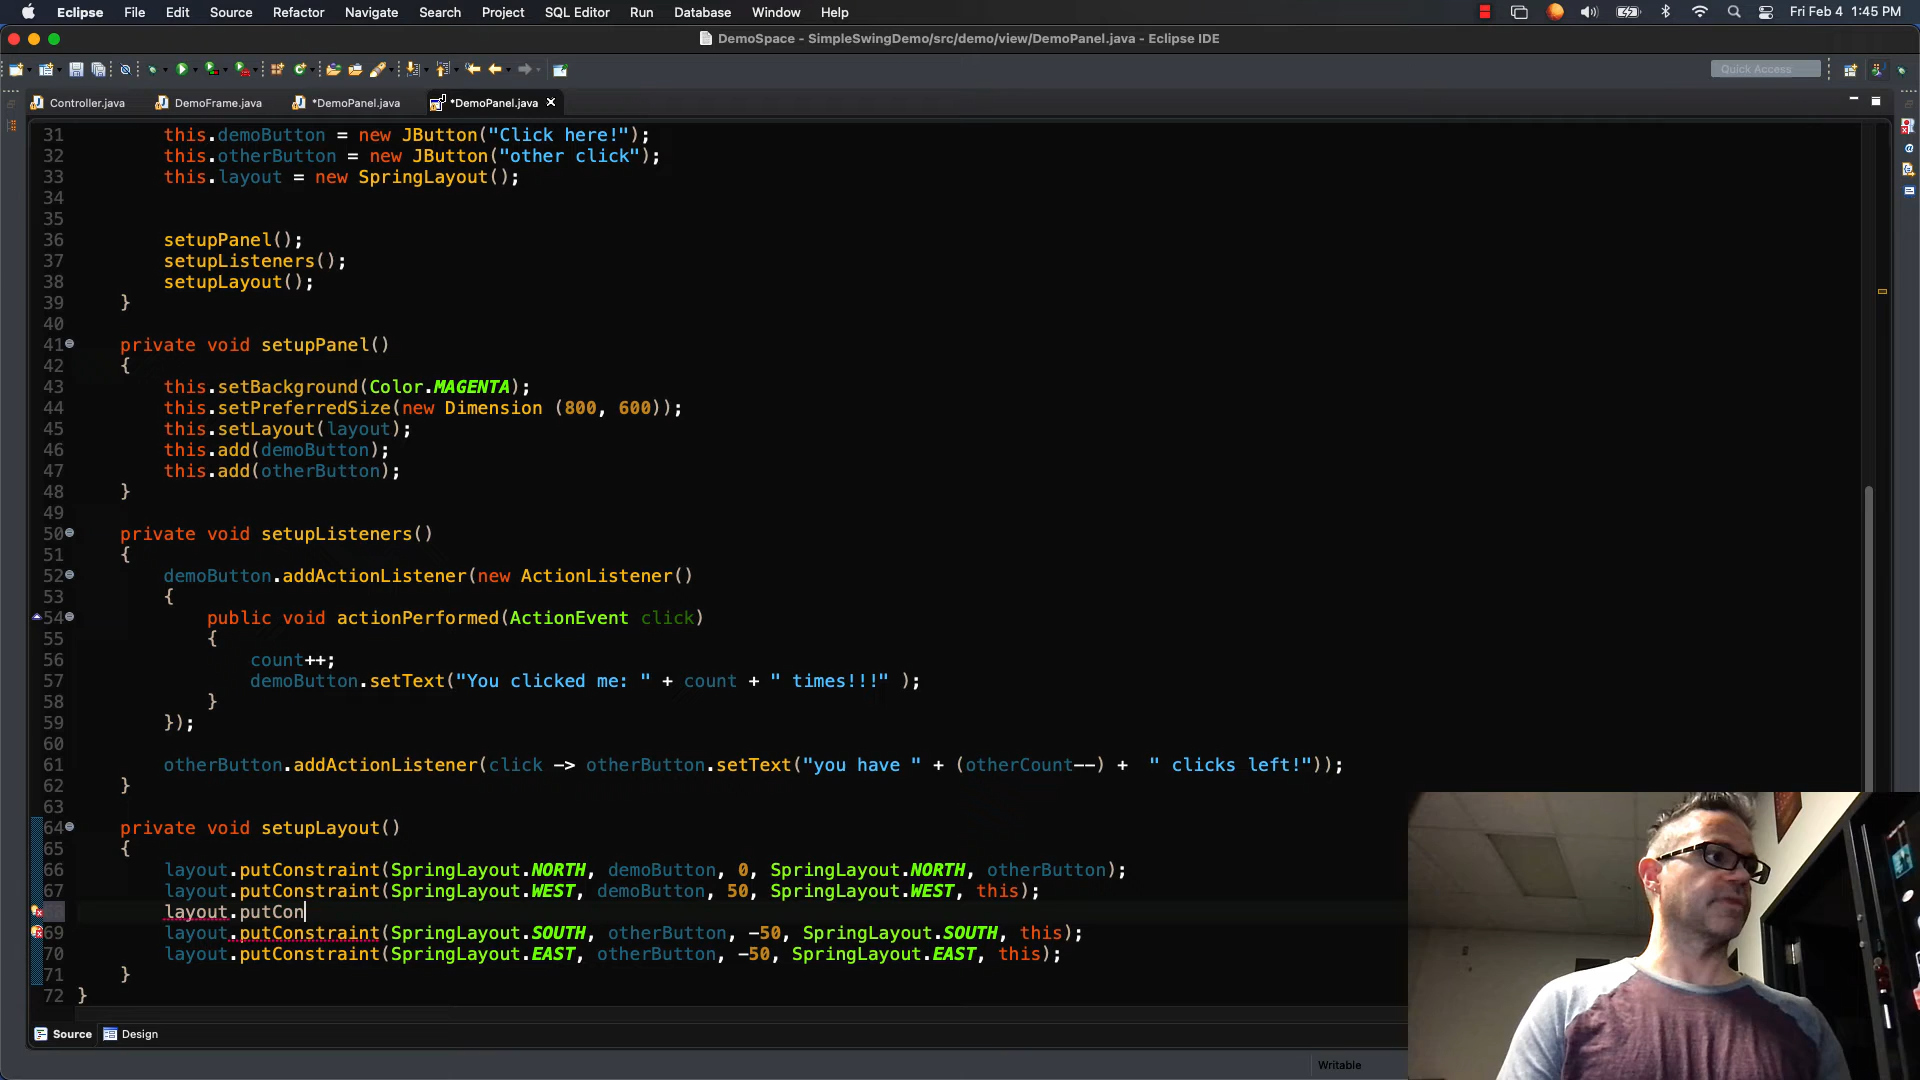 Eclipse File Edit Source Refactor Navigate Search Project SQL Editor Run Database Window Help Fri Feb 4 1:45 PM
DemoSpace - SimpleSwingDemo/src/demo/view/DemoPanel.java - Eclipse IDE
Quick Access
Controller.java DemoFrame.java *DemoPanel.java *DemoPanel.java
31 this.demoButton = new JButton("Click here!");
32 this.otherButton = new JButton("other click");
33 this.layout = new SpringLayout();
34
35
36 setupPanel();
37 setupListeners();
38 setupLayout();
39 }
40
41 private void setupPanel()
42 {
43 this.setBackground(Color.MAGENTA);
44 this.setPreferredSize(new Dimension (800, 600));
45 this.setLayout(layout);
46 this.add(demoButton);
47 this.add(otherButton);
48 }
49
50 private void setupListeners()
51 {
52 demoButton.addActionListener(new ActionListener()
53 {
54 public void actionPerformed(ActionEvent click)
55 {
56 count++;
57 demoButton.setText("You clicked me: " + count + " times!!!" );
58 }
59 });
60
61 otherButton.addActionListener(click -> otherButton.setText("you have " + (otherCount--) +  " clicks left!"));
62 }
63
64 private void setupLayout()
65 {
66 layout.putConstraint(SpringLayout.NORTH, demoButton, 0, SpringLayout.NORTH, otherButton);
67 layout.putConstraint(SpringLayout.WEST, demoButton, 50, SpringLayout.WEST, this);
layout.putCon
69 layout.putConstraint(SpringLayout.SOUTH, otherButton, -50, SpringLayout.SOUTH, this);
70 layout.putConstraint(SpringLayout.EAST, otherButton, -50, SpringLayout.EAST, this);
71 }
72 }
Source Design
Writable